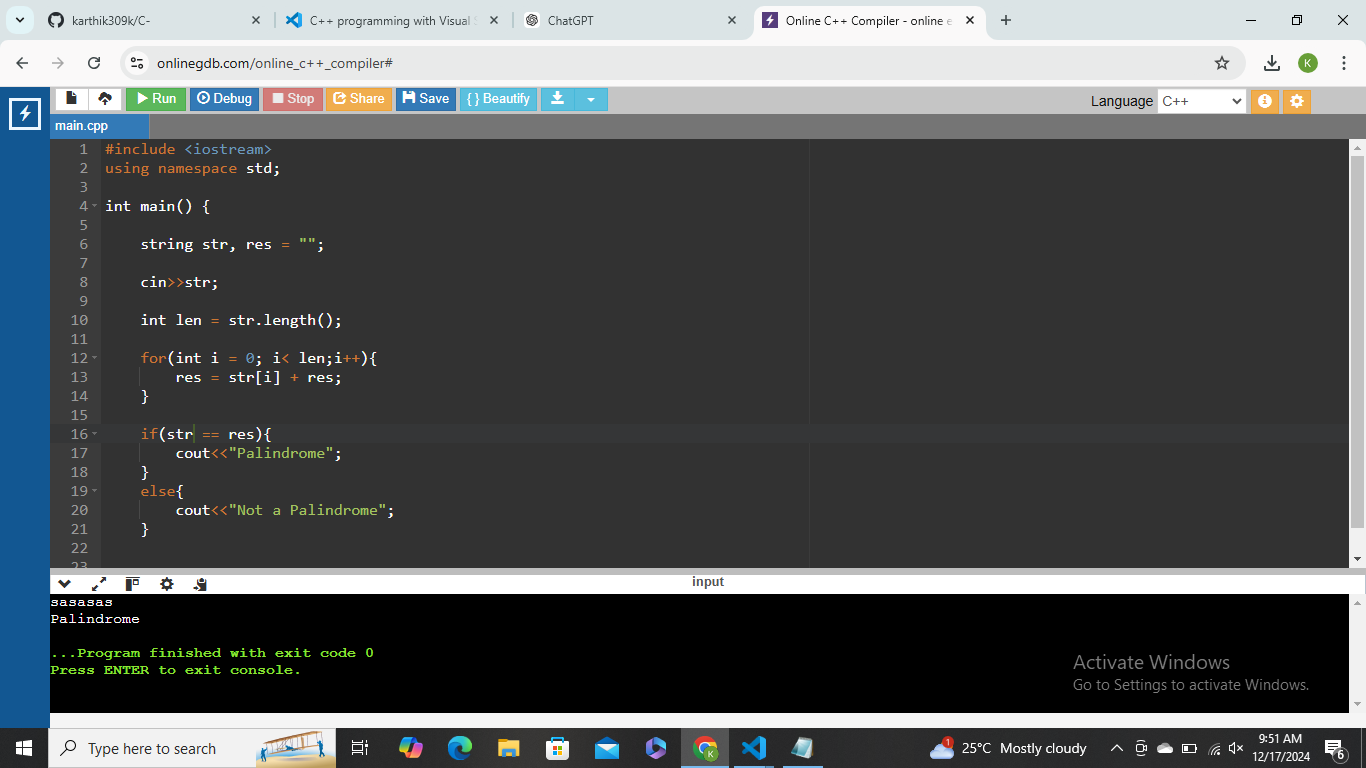 karthik309k/C-
C++ programming with Visual S
ChatGPT
Online C++ Compiler - online e
onlinegdb.com/online_c++_compiler#
K
Run
Debug
Stop
Share
Save
{ } Beautify
Language C++
main.cpp
1 #include <iostream>
2 using namespace std;
3
4 int main() {
5
6 string str, res = "";
7
8 cin>>str;
9
10 int len = str.length();
11
12 for(int i = 0; i< len;i++){
13 res = str[i] + res;
14 }
15
16 if(str == res){
17 cout<<"Palindrome";
18 }
19 else{
20 cout<<"Not a Palindrome";
21 }
22
23
input
sasasas
Palindrome
...Program finished with exit code 0
Press ENTER to exit console.
Activate Windows
Go to Settings to activate Windows.
Type here to search
K
25°C Mostly cloudy
9:51 AM
12/17/2024
6